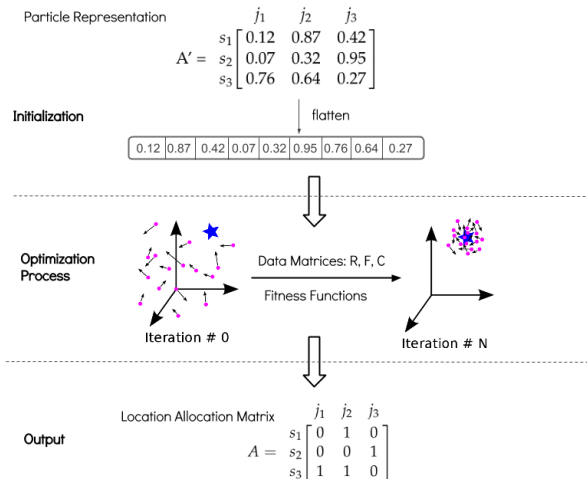 Particle Representation
j1 j2 j3
s1 0.12 0.87 0.42
A′ = s2 0.07 0.32 0.95
s3 0.76 0.64 0.27
Initialization
flatten
0.12 0.87 0.42 0.07 0.32 0.95 0.76 0.64 0.27
Optimization
Process
Data Matrices: R, F, C
Fitness Functions
Iteration # 0
Iteration # N
Location Allocation Matrix
j1 j2 j3
Output
s1 0 1 0
A = s2 0 0 1
s3 1 1 0